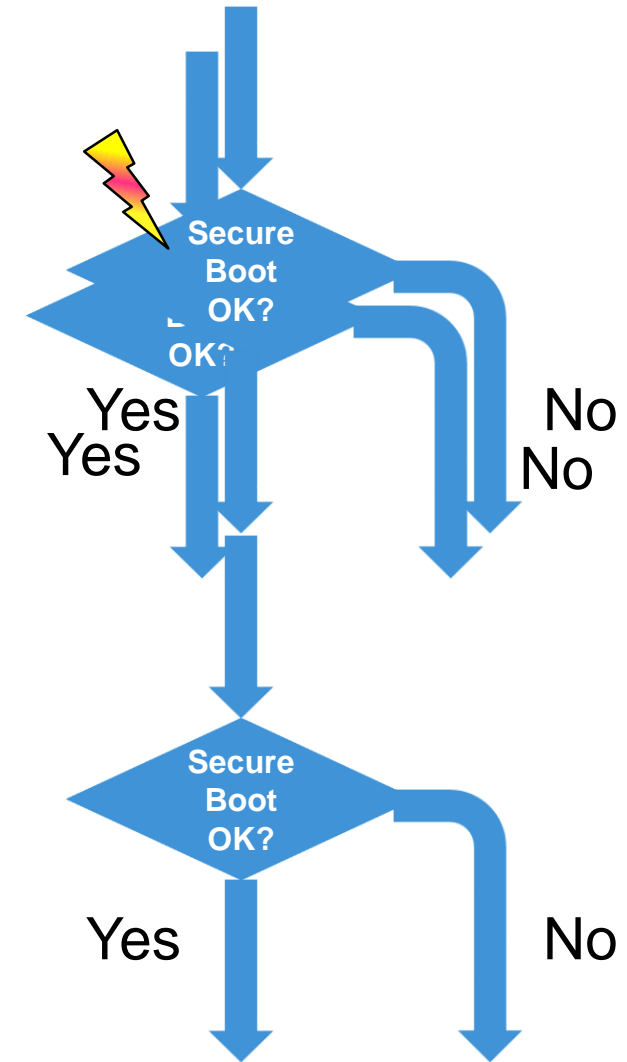 Secure
Boot
OK?
OK?
Yes
No
Yes
No
Secure
Boot
OK?
Yes
No